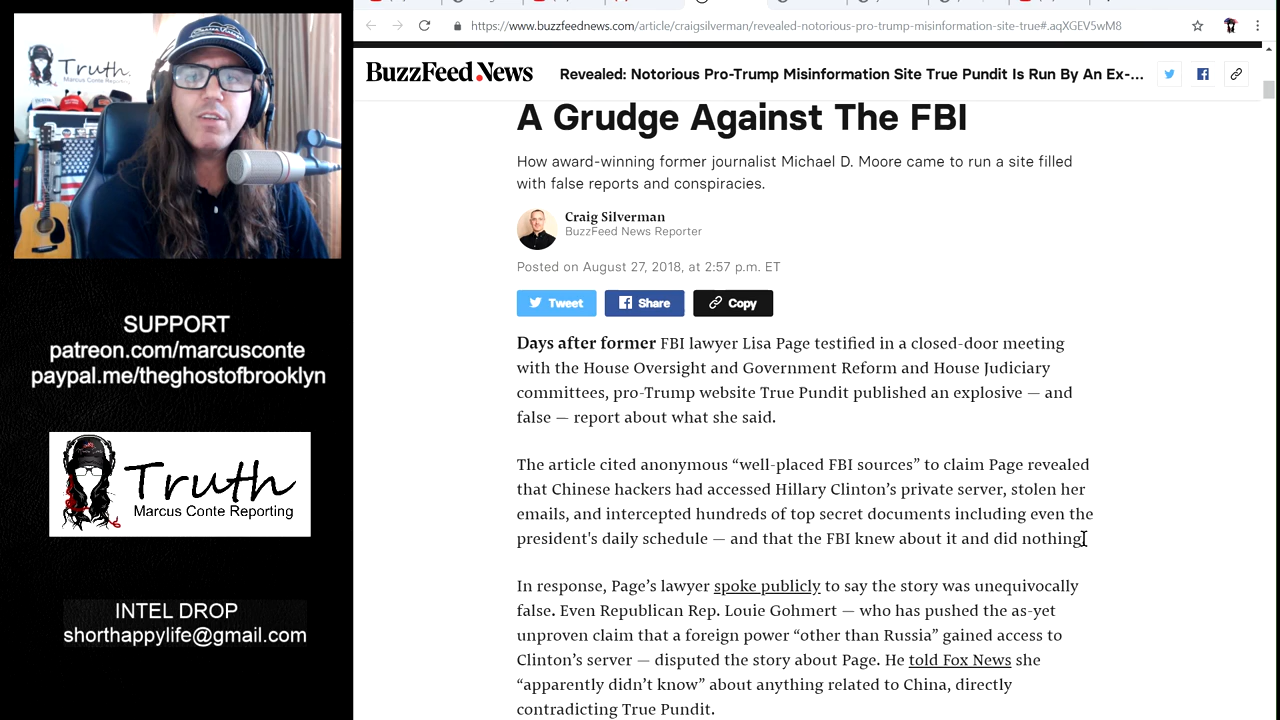 https://www.buzzfeednews.com/article/craigsilverman/revealed-notorious-pro-trump-misinformation-site-true#.aqXGEV5wM8
BuzzFeed News
Revealed: Notorious Pro-Trump Misinformation Site True Pundit Is Run By An Ex-...
A Grudge Against The FBI
How award-winning former journalist Michael D. Moore came to run a site filled
with false reports and conspiracies.
Craig Silverman
BuzzFeed News Reporter
Posted on August 27, 2018, at 2:57 p.m. ET
Tweet
Share
Copy
Days after former FBI lawyer Lisa Page testified in a closed-door meeting
with the House Oversight and Government Reform and House Judiciary
committees, pro-Trump website True Pundit published an explosive — and
false — report about what she said.
The article cited anonymous “well-placed FBI sources” to claim Page revealed
that Chinese hackers had accessed Hillary Clinton’s private server, stolen her
emails, and intercepted hundreds of top secret documents including even the
president's daily schedule — and that the FBI knew about it and did nothing.
In response, Page’s lawyer spoke publicly to say the story was unequivocally
false. Even Republican Rep. Louie Gohmert — who has pushed the as-yet
unproven claim that a foreign power “other than Russia” gained access to
Clinton’s server — disputed the story about Page. He told Fox News she
“apparently didn’t know” about anything related to China, directly
contradicting True Pundit.
Truth
Marcus Conte Reporting
SUPPORT
patreon.com/marcusconte
paypal.me/theghostofbrooklyn
Truth
Marcus Conte Reporting
INTEL DROP
shorthappylife@gmail.com